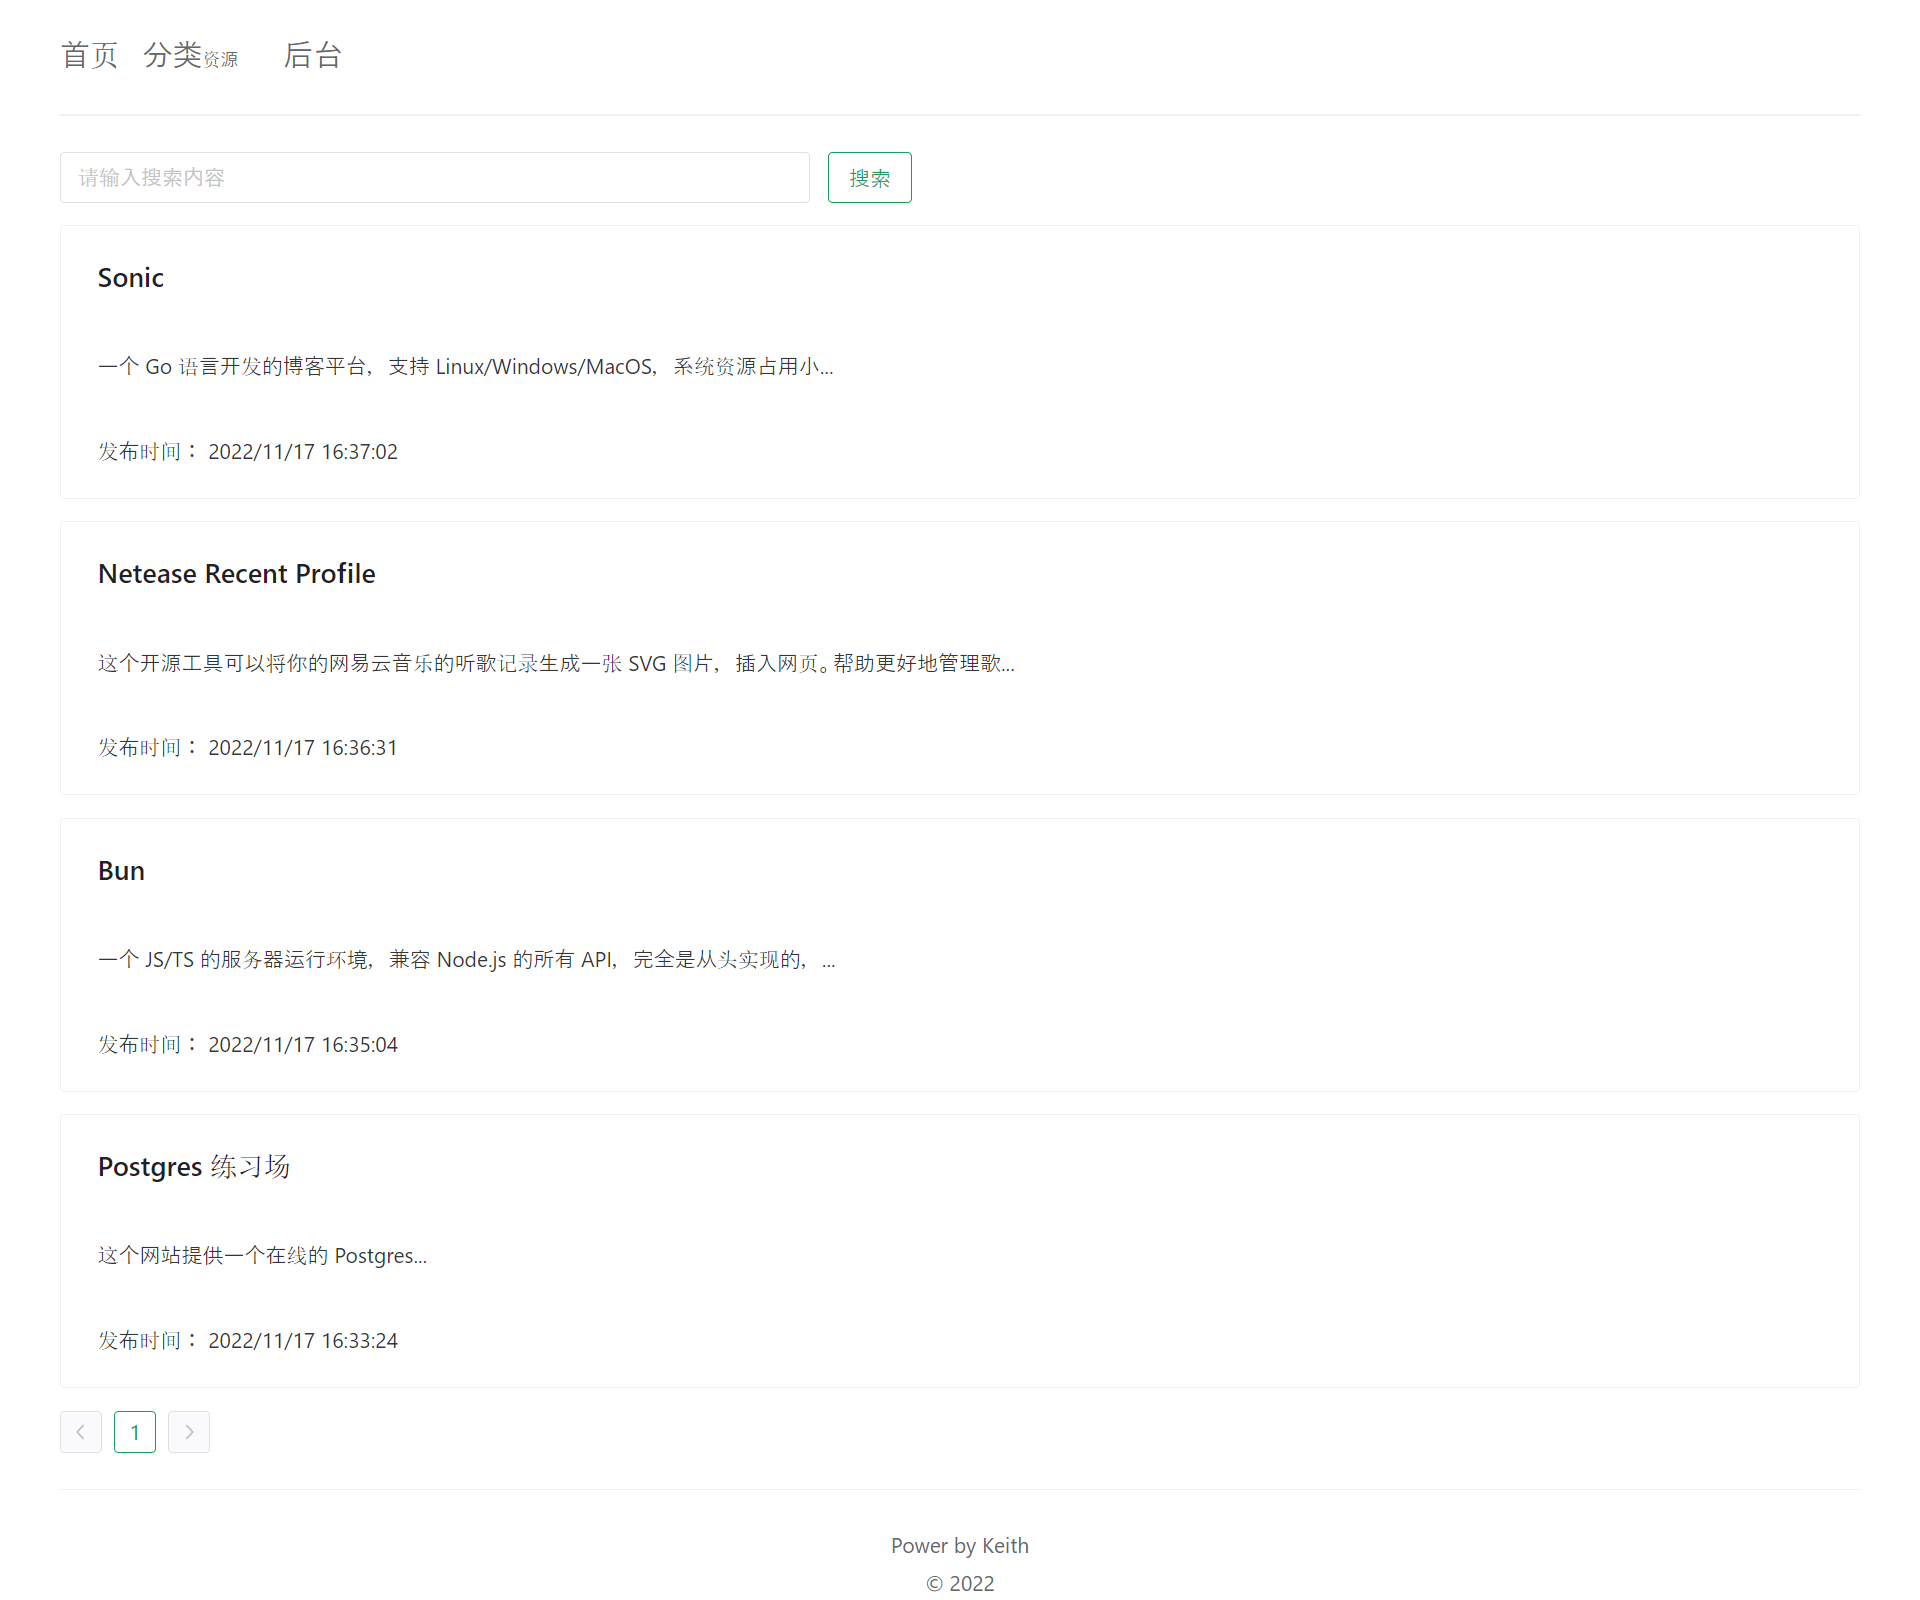 首页 分类资源 后台
请输入搜索内容 搜索
Sonic
一个 Go 语言开发的博客平台，支持 Linux/Windows/MacOS，系统资源占用小...
发布时间： 2022/11/17 16:37:02
Netease Recent Profile
这个开源工具可以将你的网易云音乐的听歌记录生成一张 SVG 图片，插入网页。帮助更好地管理歌...
发布时间： 2022/11/17 16:36:31
Bun
一个 JS/TS 的服务器运行环境，兼容 Node.js 的所有 API，完全是从头实现的，...
发布时间： 2022/11/17 16:35:04
Postgres 练习场
这个网站提供一个在线的 Postgres...
发布时间： 2022/11/17 16:33:24
1
Power by Keith
© 2022